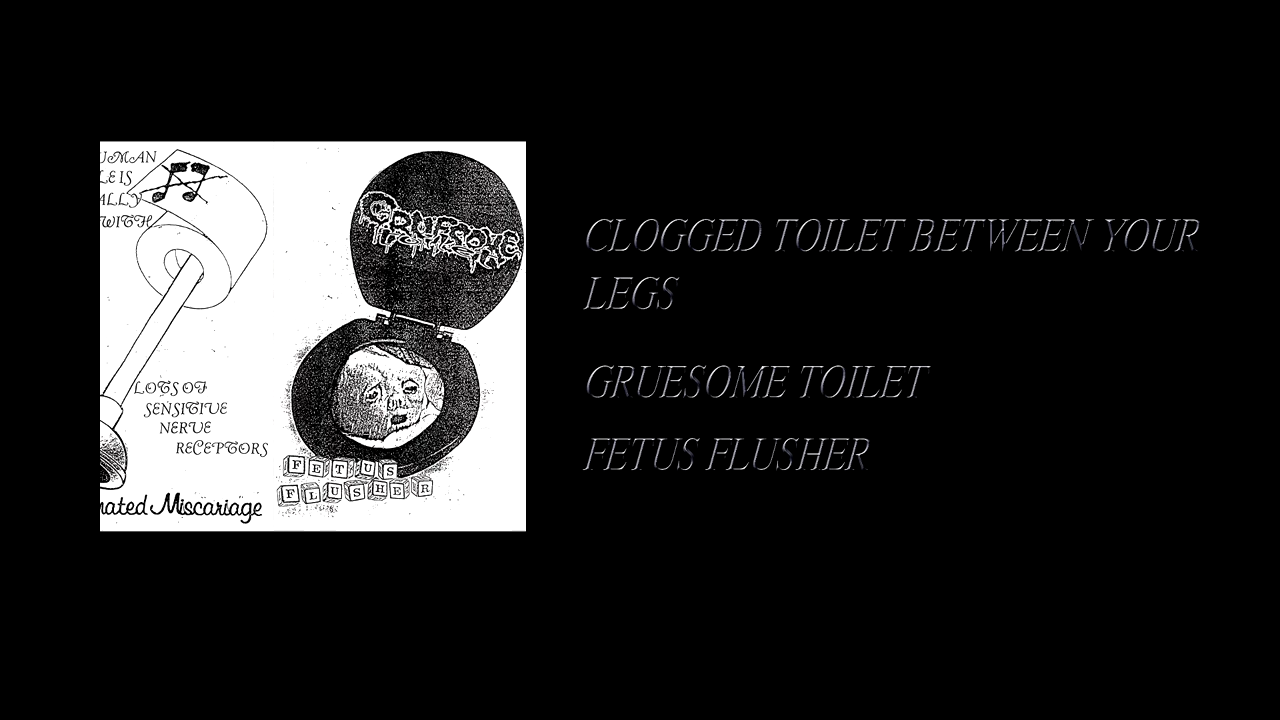 UMAN
LE IS
ALLY
WITH
LOTS OF
SENSITIVE
NERVE
RECEPTORS
nated Miscariage
GRUESOME
FETUS
FLUSHER
CLOGGED TOILET BETWEEN YOUR
LEGS
GRUESOME TOILET
FETUS FLUSHER